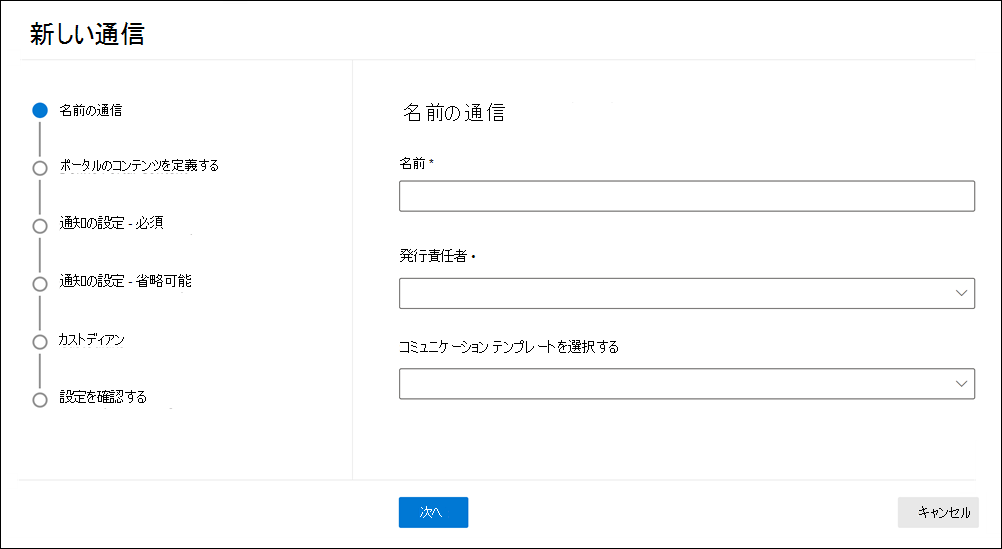 新しい通信
名前の通信
ポータルのコンテンツを定義する
通知の設定 - 必須
通知の設定 - 省略可能
カストディアン
設定を確認する
名前の通信
名前 *
発行責任者 •
コミュニケーション テンプレートを選択する
次へ
キャンセル